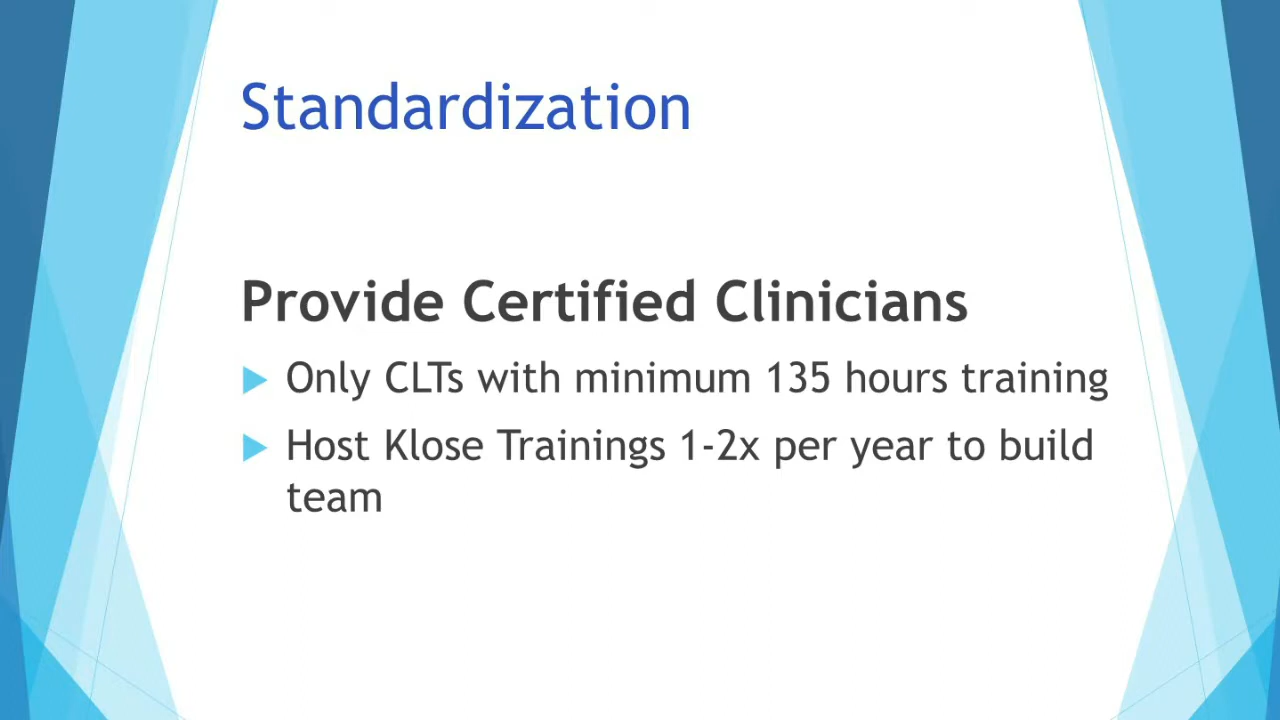 Standardization
Provide Certified Clinicians
Only CLTs with minimum 135 hours training
Host Klose Trainings 1-2x per year to build
team